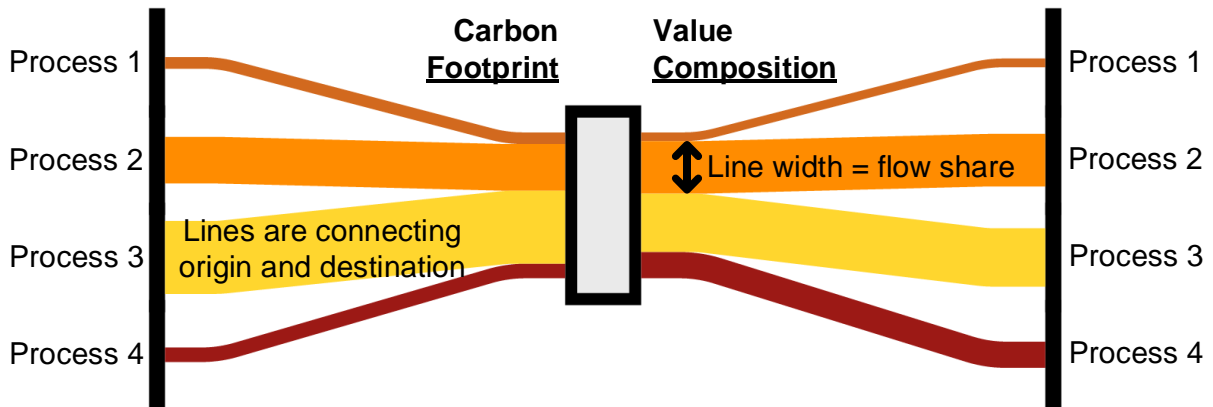 Carbon
Footprint
Value
Composition
Process 1
Process 2
Process 3
Process 4
Lines are connecting
origin and destination
Line width = flow share
Process 1
Process 2
Process 3
Process 4